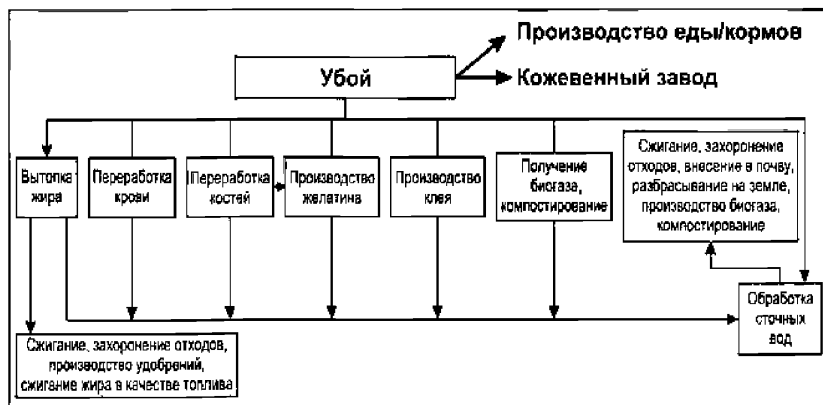 Производство еды/кормов
Убой
Кожевенный завод
Вытопка
жира
Переработка
крови
Переработка
костей
Производство
желатина
Производство
клея
Получение
биогаза,
компостирование
Сжигание, захоронение
отходов, внесение в почву,
разбрасывание на земле,
производство биогаза,
компостирование
Обработка
сточных
вод
Сжигание, захоронение отходов,
производство удобрений,
сжигание жира в качестве топлива